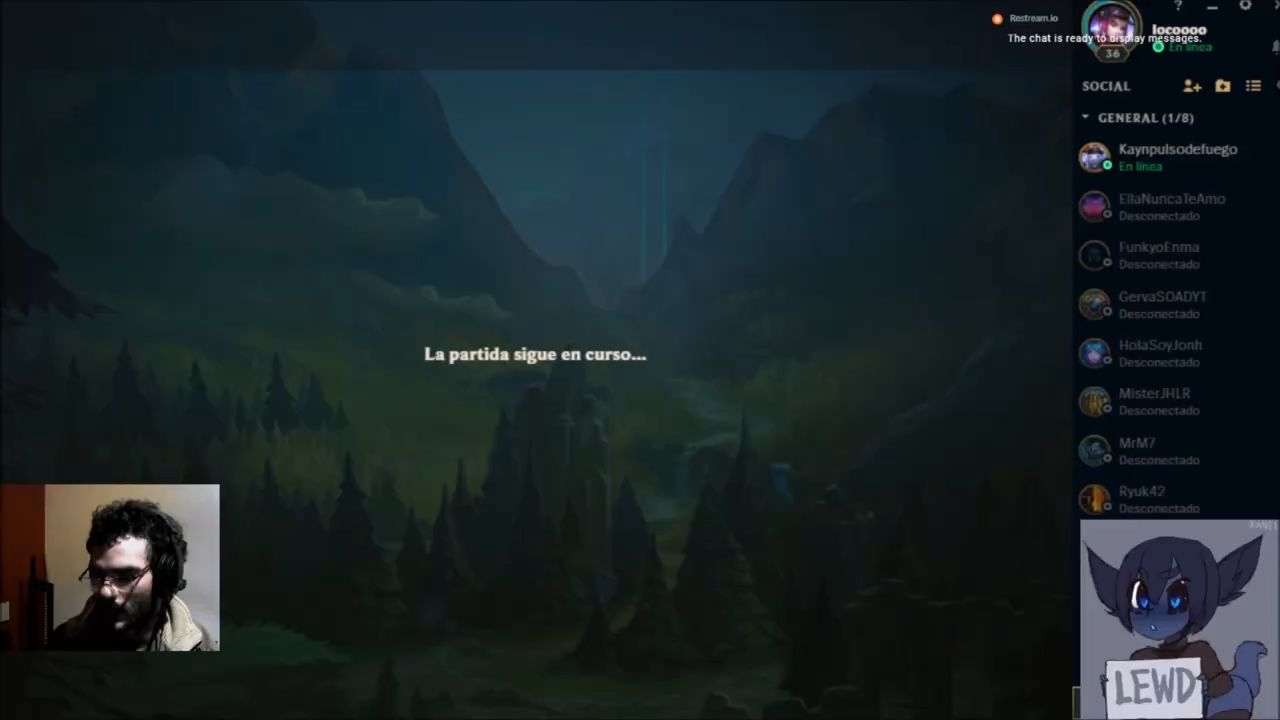 Restream.io
The chat is ready to display messages.
locoooo
En línea
36
SOCIAL
GENERAL (1/8)
Kaynpulsodefuego
En línea
EllaNuncaTeAmo
Desconectado
FunkyoEnma
Desconectado
GervaSOADYT
Desconectado
HolaSoyJonh
Desconectado
MisterJHLR
Desconectado
MrM7
Desconectado
Ryuk42
Desconectado
La partida sigue en curso...
LEWD